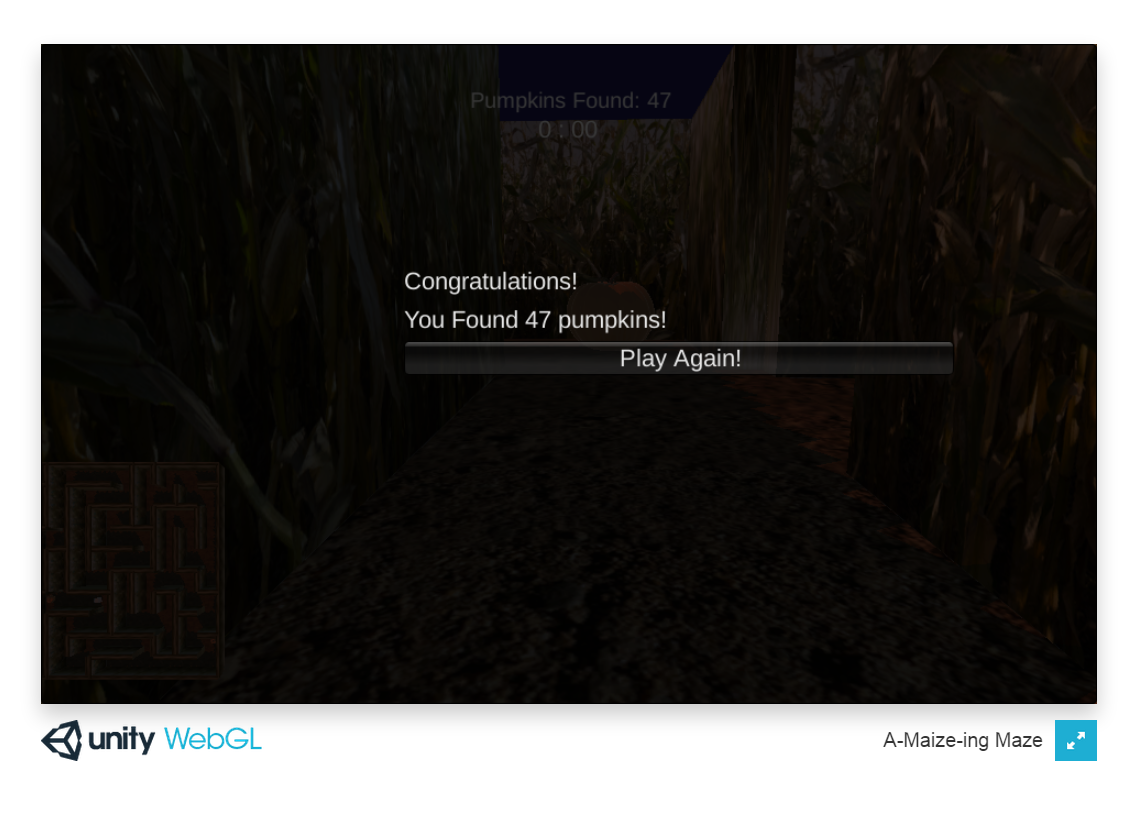 Pumpkins Found: 47
0 : 00
Congratulations!
You Found 47 pumpkins!
Play Again!
unity WebGL
A-Maize-ing Maze